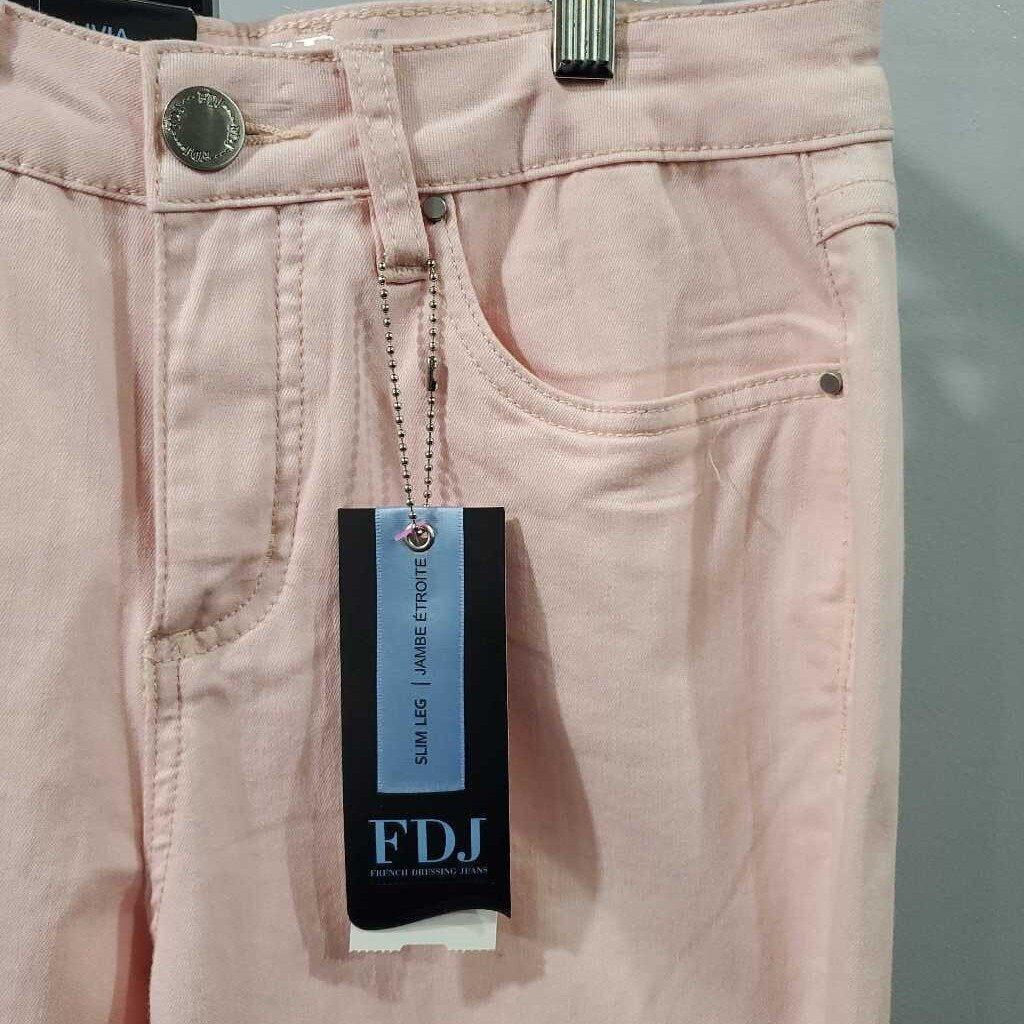 SLIM LEG | JAMBE ÉTROITE
FDJ
FRENCH DRESSING JEANS